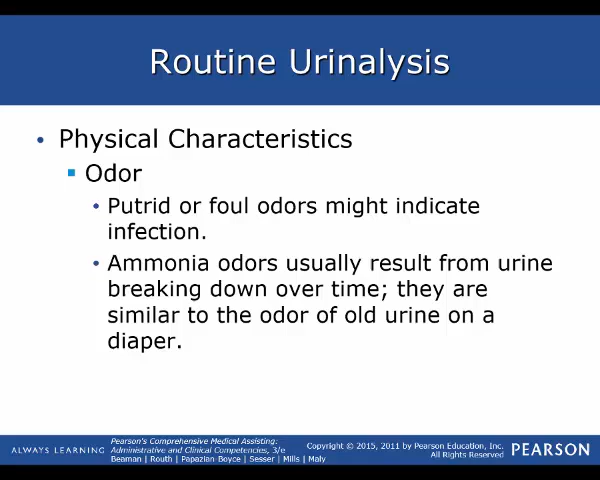 Routine Urinalysis
• Physical Characteristics
▪ Odor
• Putrid or foul odors might indicate
infection.
• Ammonia odors usually result from urine
breaking down over time; they are
similar to the odor of old urine on a
diaper.
ALWAYS LEARNING
Pearson's Comprehensive Medical Assisting:
Administrative and Clinical Competencies, 3/e
Beaman | Routh | Papazian-Boyce | Sesser | Mills | Maly
Copyright © 2015, 2011 by Pearson Education, Inc.
All Rights Reserved
PEARSON